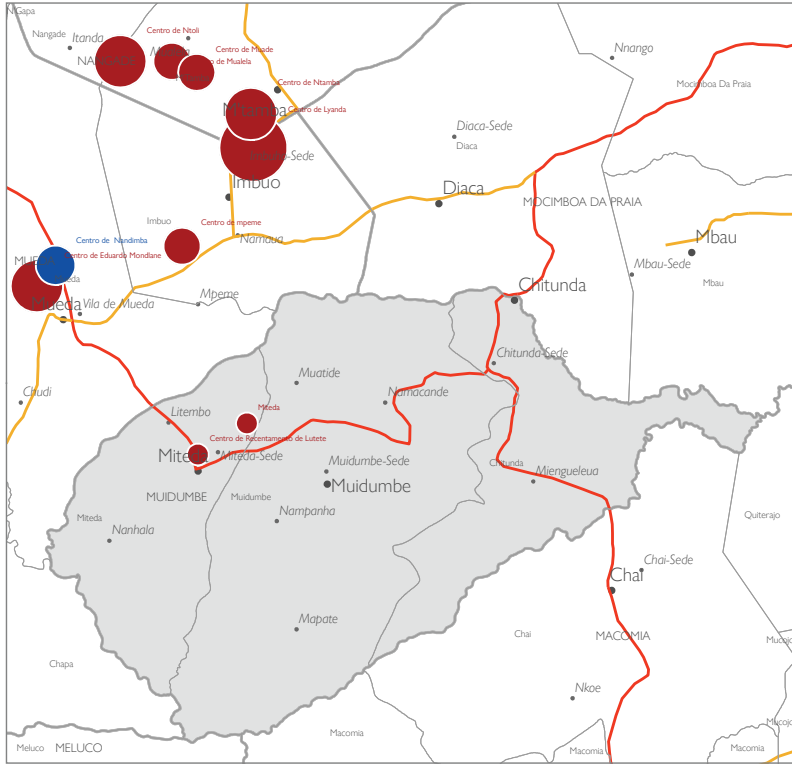 N'Gapa
Itanda
Nangade
Centro de Ntoli
Centro de Muade
de Mualela
Nnango
Mocimboa Da Praia
Centro de Ntamba
Centro de Lyanda
Diaca-Sede
Diaca
Imbuo
Diaca
MOCIMBOA DA PRAIA
Imbuo
Centro de mpeme
Namaua
Mbau
Centro de Nandimba
Centro de Eduardo Mondlane
Mbau-Sede
Mbau
Mueda
Vila de Mueda
Mpeme
Chitunda
Chitunda-Sede
Muatide
Chudi
Namacande
Litembo
Miteda
Centro de Recentamento de Lutete
Miteda
Miteda-Sede
Muidumbe-Sede
Chitunda
Miengueleua
MUIDUMBE
Muidumbe
Muidumbe
Miteda
Nampanha
Quiterajo
Nanhala
Chai-Sede
Chai
Mapate
Chai
MACOMIA
Chapa
Nkoe
Macomia
Meluco
MELUCO
Macomia
Macomia